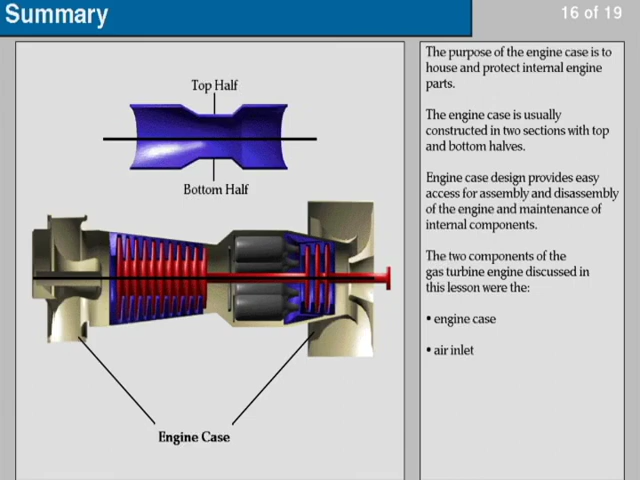 Summary
16 of 19
Top Half
Bottom Half
Engine Case
The purpose of the engine case is to
house and protect internal engine
parts.
The engine case is usually
constructed in two sections with top
and bottom halves.
Engine case design provides easy
access for assembly and disassembly
of the engine and maintenance of
internal components.
The two components of the
gas turbine engine discussed in
this lesson were the:
• engine case
• air inlet